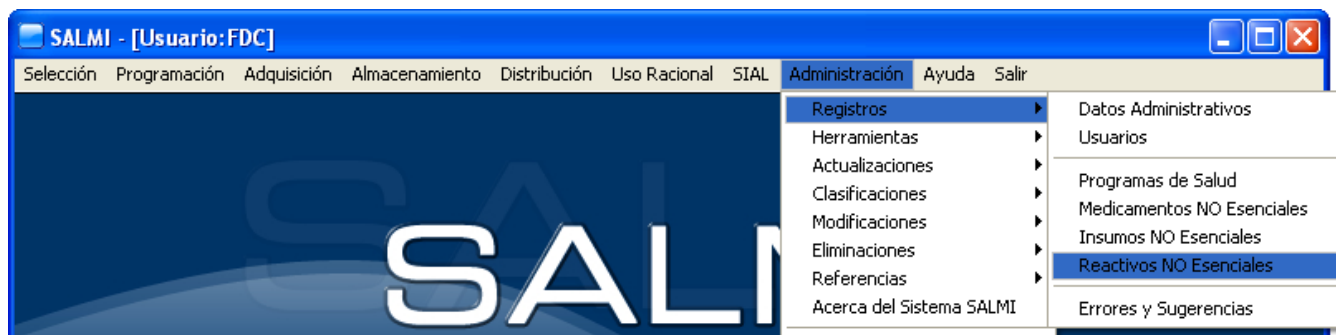 SALMI - [Usuario:FDC]
Selección Programación Adquisición Almacenamiento Distribución Uso Racional SIAL Administración Ayuda Salir
Registros
Herramientas
Actualizaciones
Clasificaciones
Modificaciones
Eliminaciones
Referencias
Acerca del Sistema SALMI
Datos Administrativos
Usuarios
Programas de Salud
Medicamentos NO Esenciales
Insumos NO Esenciales
Reactivos NO Esenciales
Errores y Sugerencias
SAL
SALM